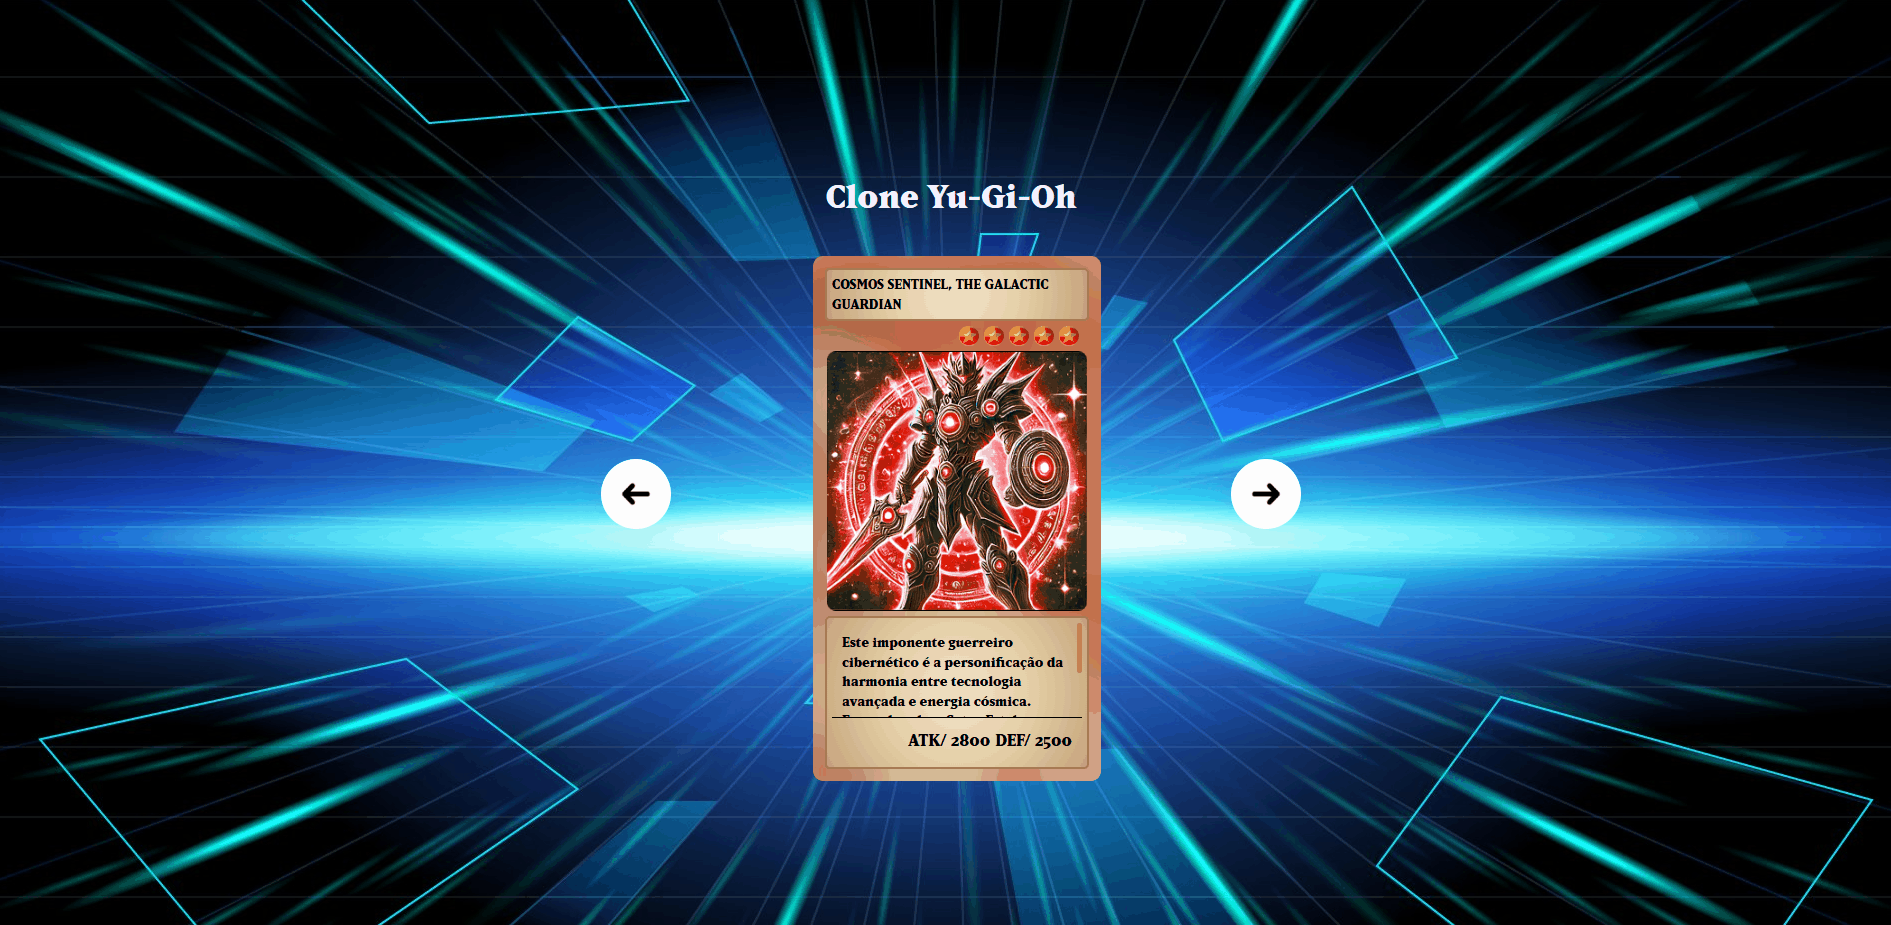 Clone Yu-Gi-Oh
COSMOS SENTINEL, THE GALACTIC
GUARDIAN
Este imponente guerreiro
cibernético é a personificação da
harmonia entre tecnologia
avançada e energia cósmica.
ATK/ 2800 DEF/ 2500